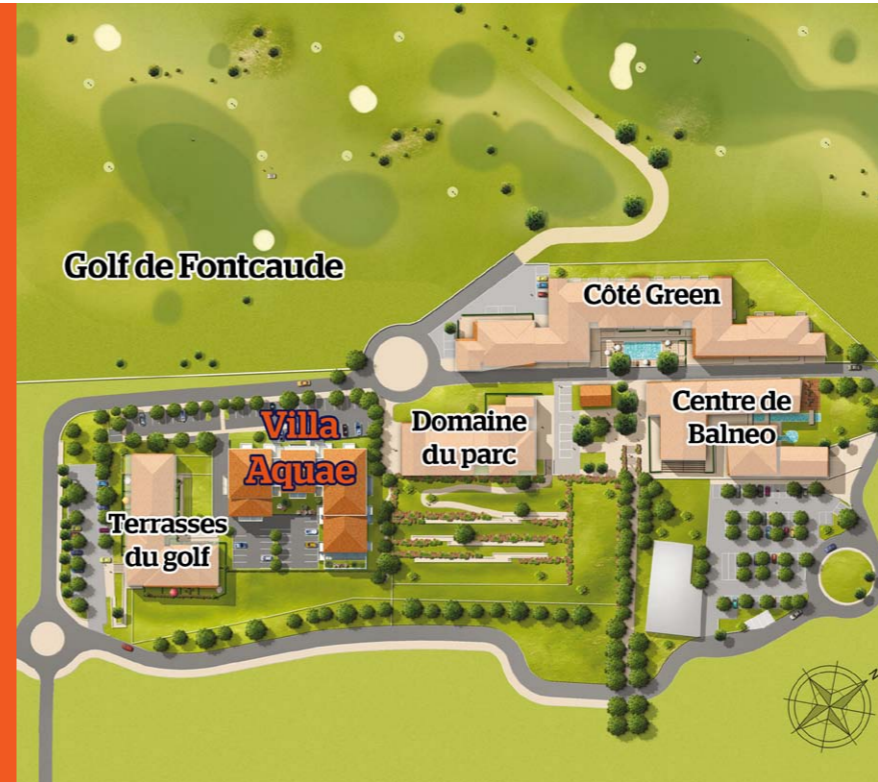 Golf de Fontcaude
Côté Green
Villa
Aquae
Domaine
du parc
Centre de
Balneo
Terrasses
du golf
N